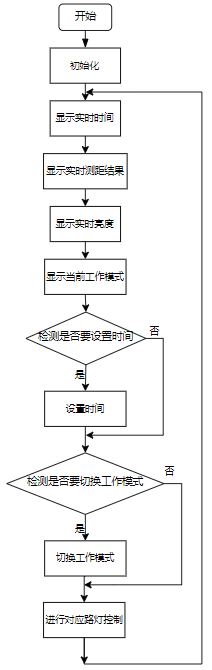 开始
初始化
显示实时时间
显示实时测距结果
显示实时亮度
显示当前工作模式
检测是否要设置时间
否
是
设置时间
检测是否要切换工作模式
否
是
切换工作模式
进行对应路灯控制